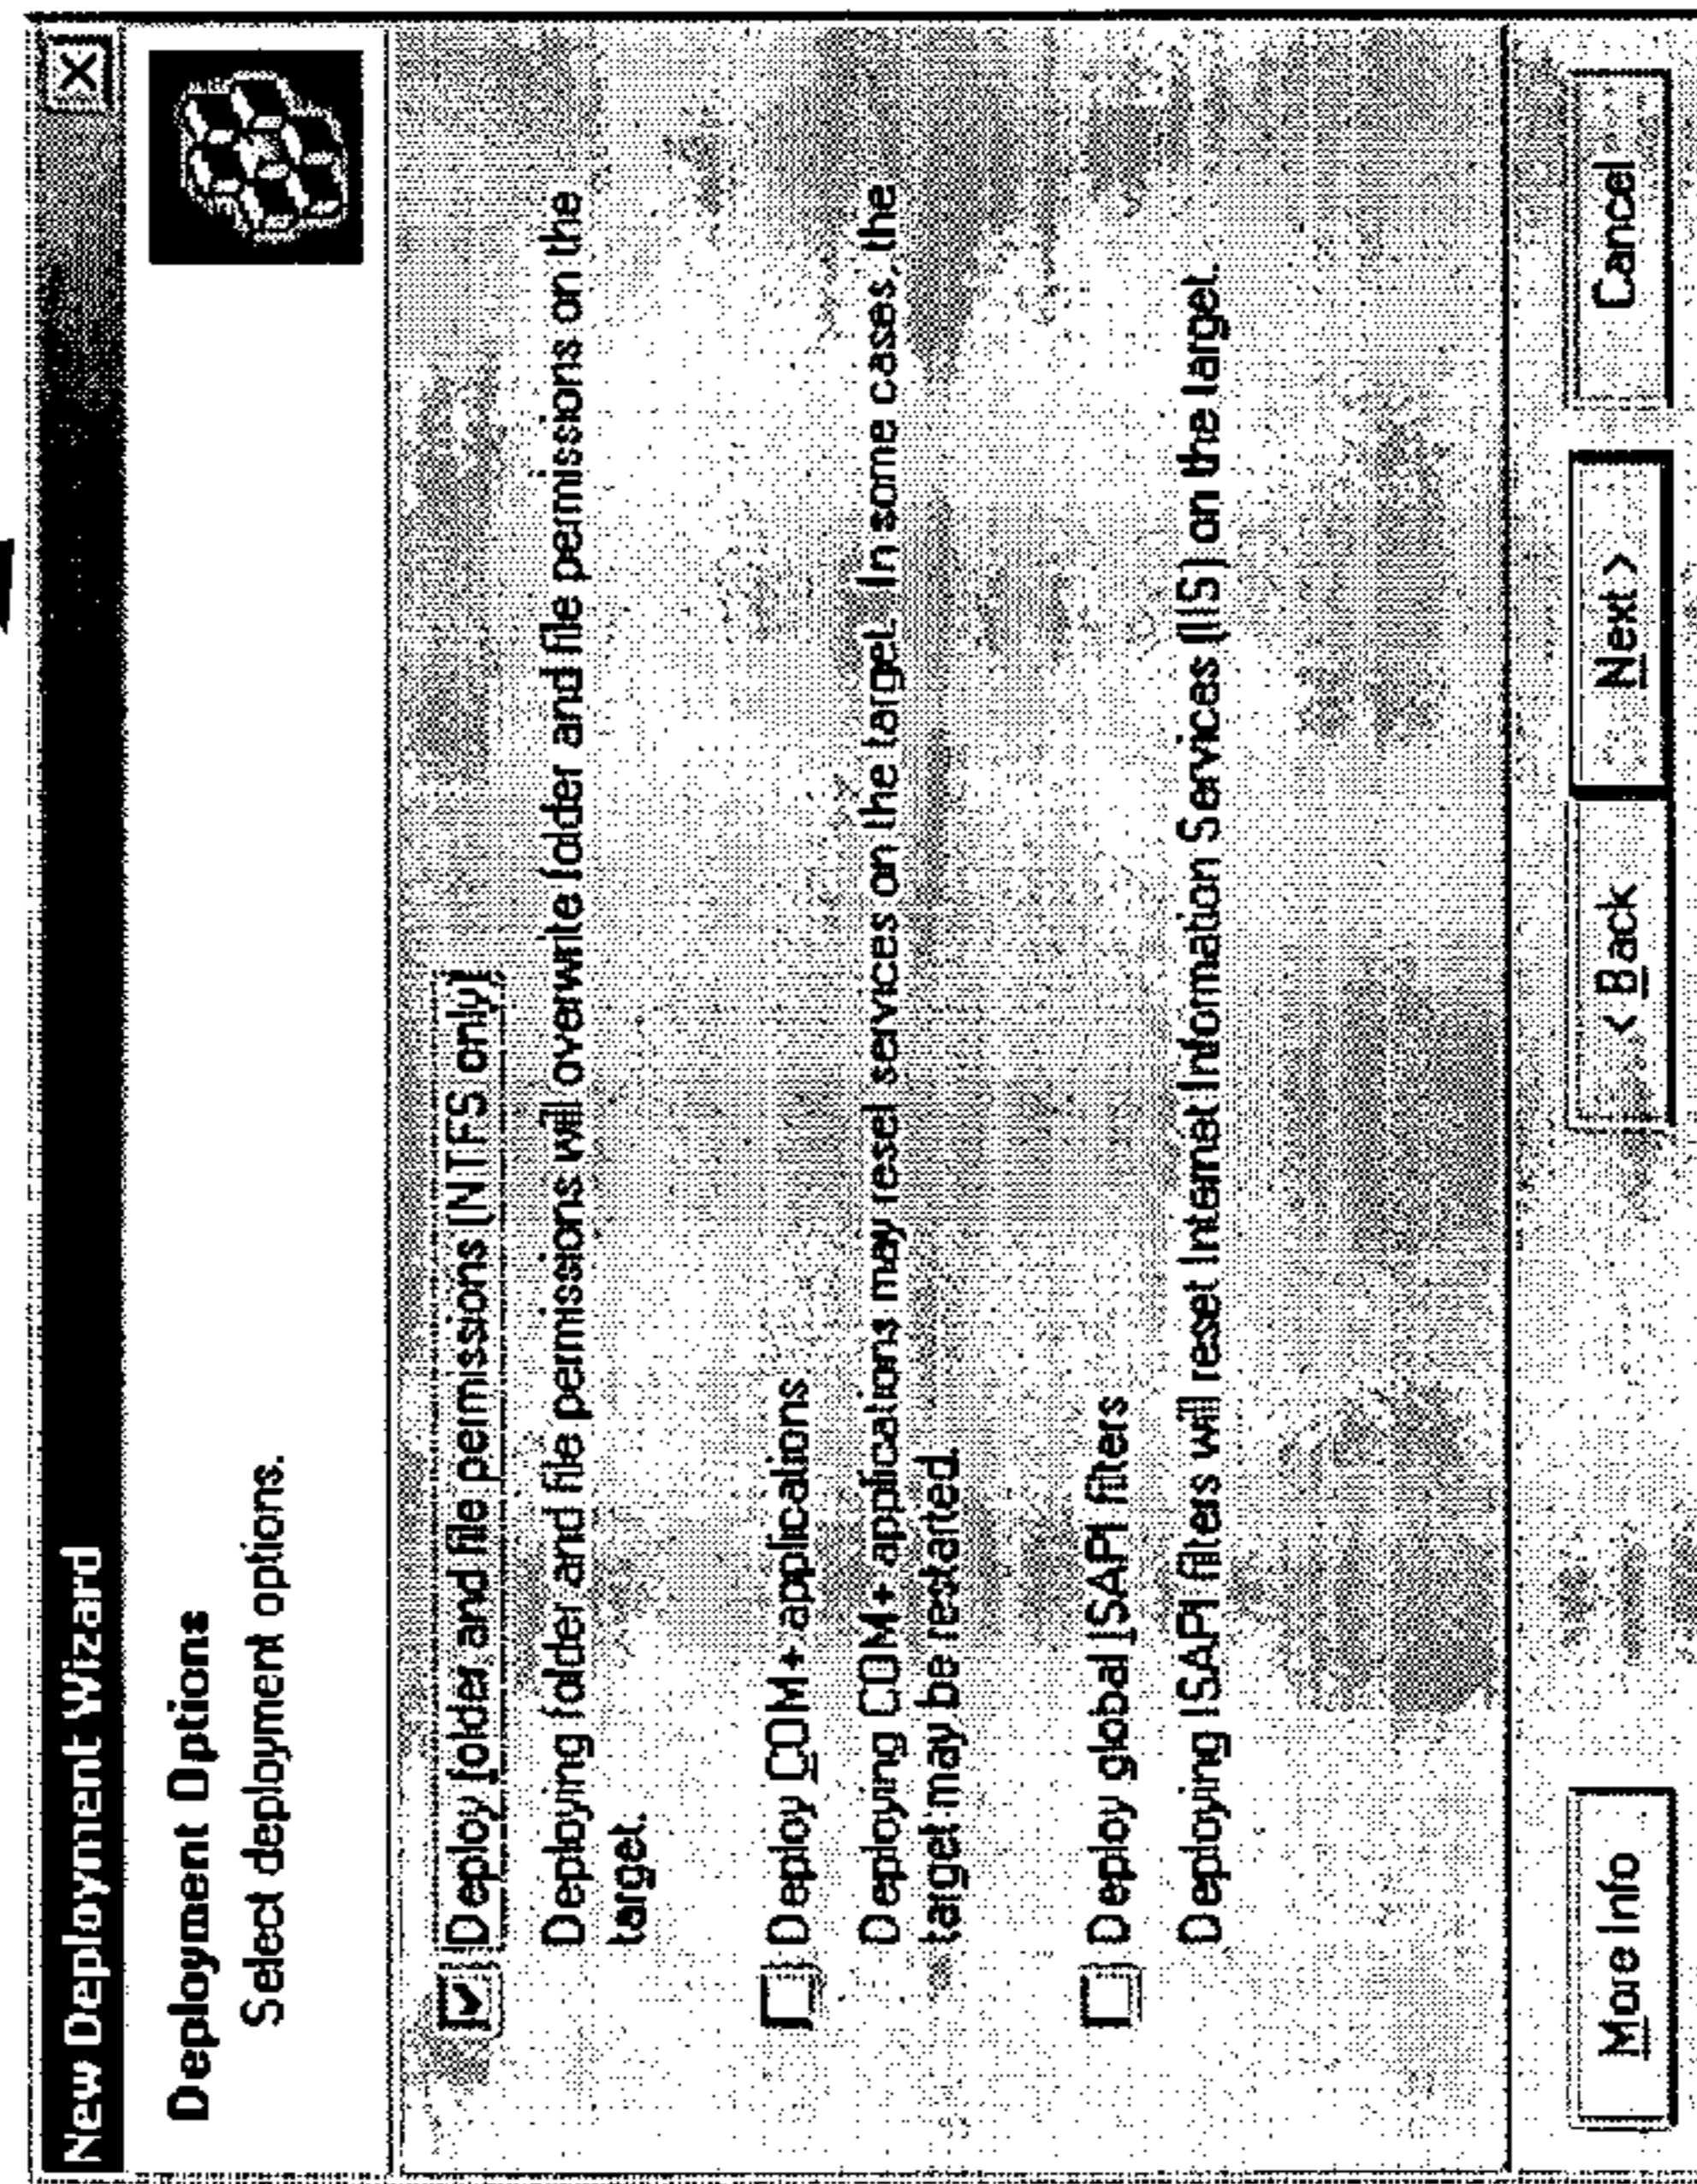 New Deployment Wizard
Deployment Options
Select deployment options.
Deploy folder and file permissions (NTFS only)
Deploying folder and file permissions will overwrite folder and file permissions on the
target.
Deploy COM+ applications
Deploying COM+ applications may reset services on the target. In some cases, the
target may be restarted.
Deploy global ISAPI filters
Deploying ISAPI filters will reset Internet Information Services (IIS) on the target.
More Info
< Back
Next >
Cancel